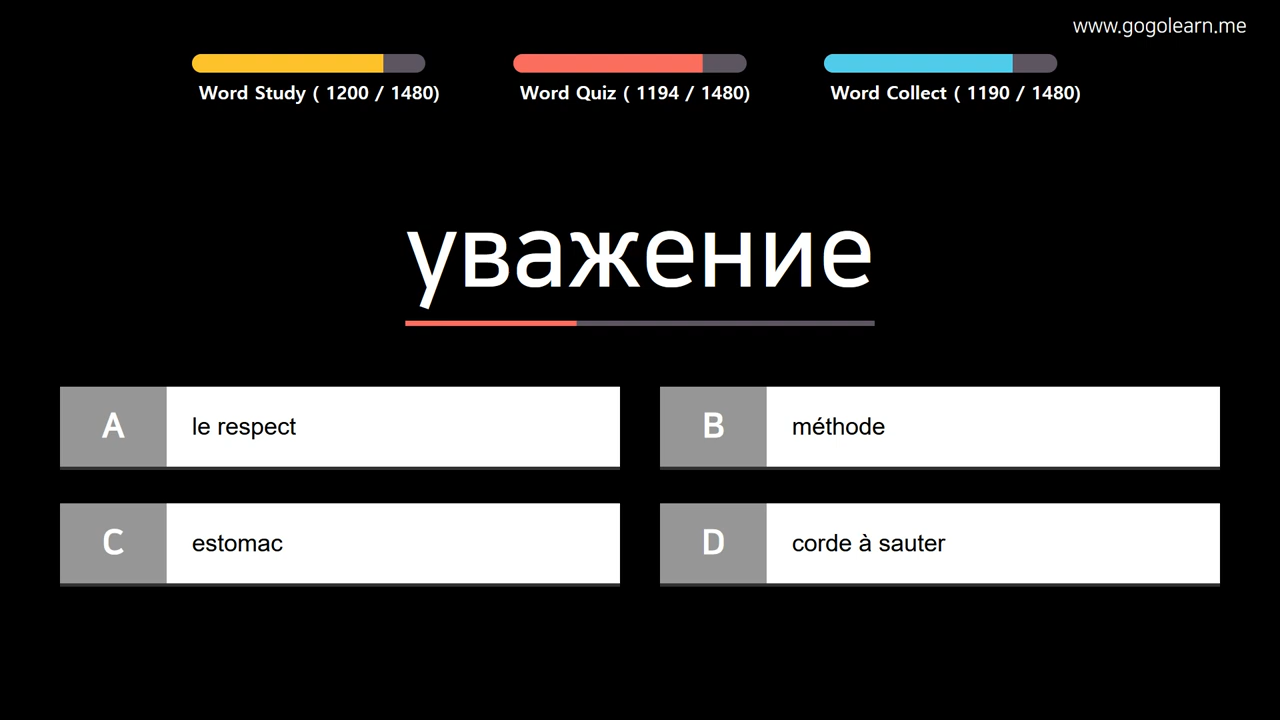 www.gogolearn.me
Word Study ( 1200 / 1480)
Word Quiz ( 1194 / 1480)
Word Collect ( 1190 / 1480)
уважение
A le respect
B méthode
C estomac
D corde à sauter